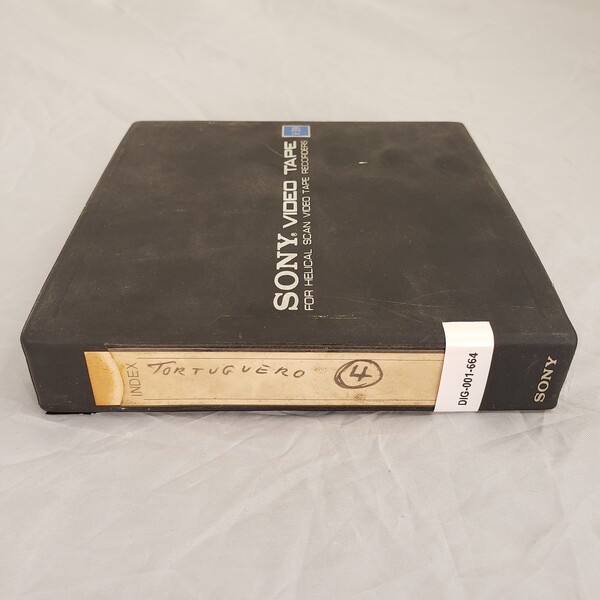 SONY® VIDEO TAPE
FOR HELICAL SCAN VIDEO TAPE RECORDERS
INDEX
TORTUGUERO
4
DIG-001-664
SONY